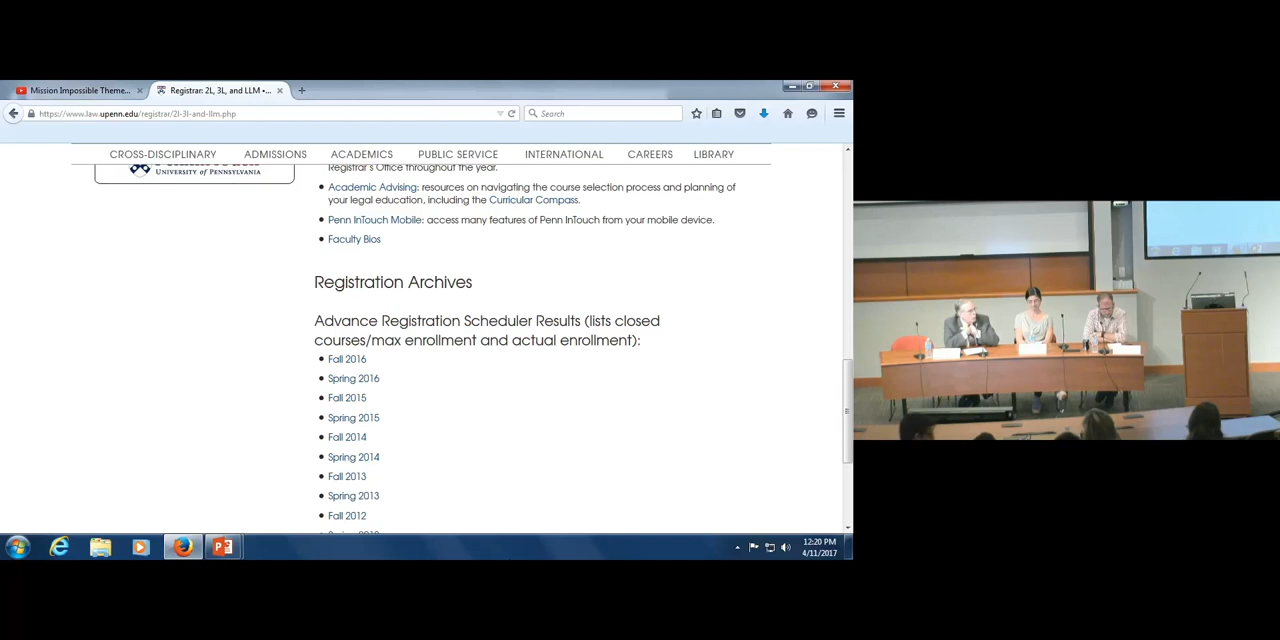 Mission Impossible Theme...
Registrar: 2L, 3L, and LLM •...
https://www.law.upenn.edu/registrar/2l-3l-and-llm.php
Search
CROSS-DISCIPLINARY ADMISSIONS ACADEMICS PUBLIC SERVICE INTERNATIONAL CAREERS LIBRARY
UNIVERSITY OF PENNSYLVANIA
Registrar's Office throughout the year.
Academic Advising: resources on navigating the course selection process and planning of
your legal education, including the Curricular Compass.
Penn InTouch Mobile: access many features of Penn InTouch from your mobile device.
Faculty Bios
Registration Archives
Advance Registration Scheduler Results (lists closed
courses/max enrollment and actual enrollment):
Fall 2016
Spring 2016
Fall 2015
Spring 2015
Fall 2014
Spring 2014
Fall 2013
Spring 2013
Fall 2012
12:20 PM
4/11/2017